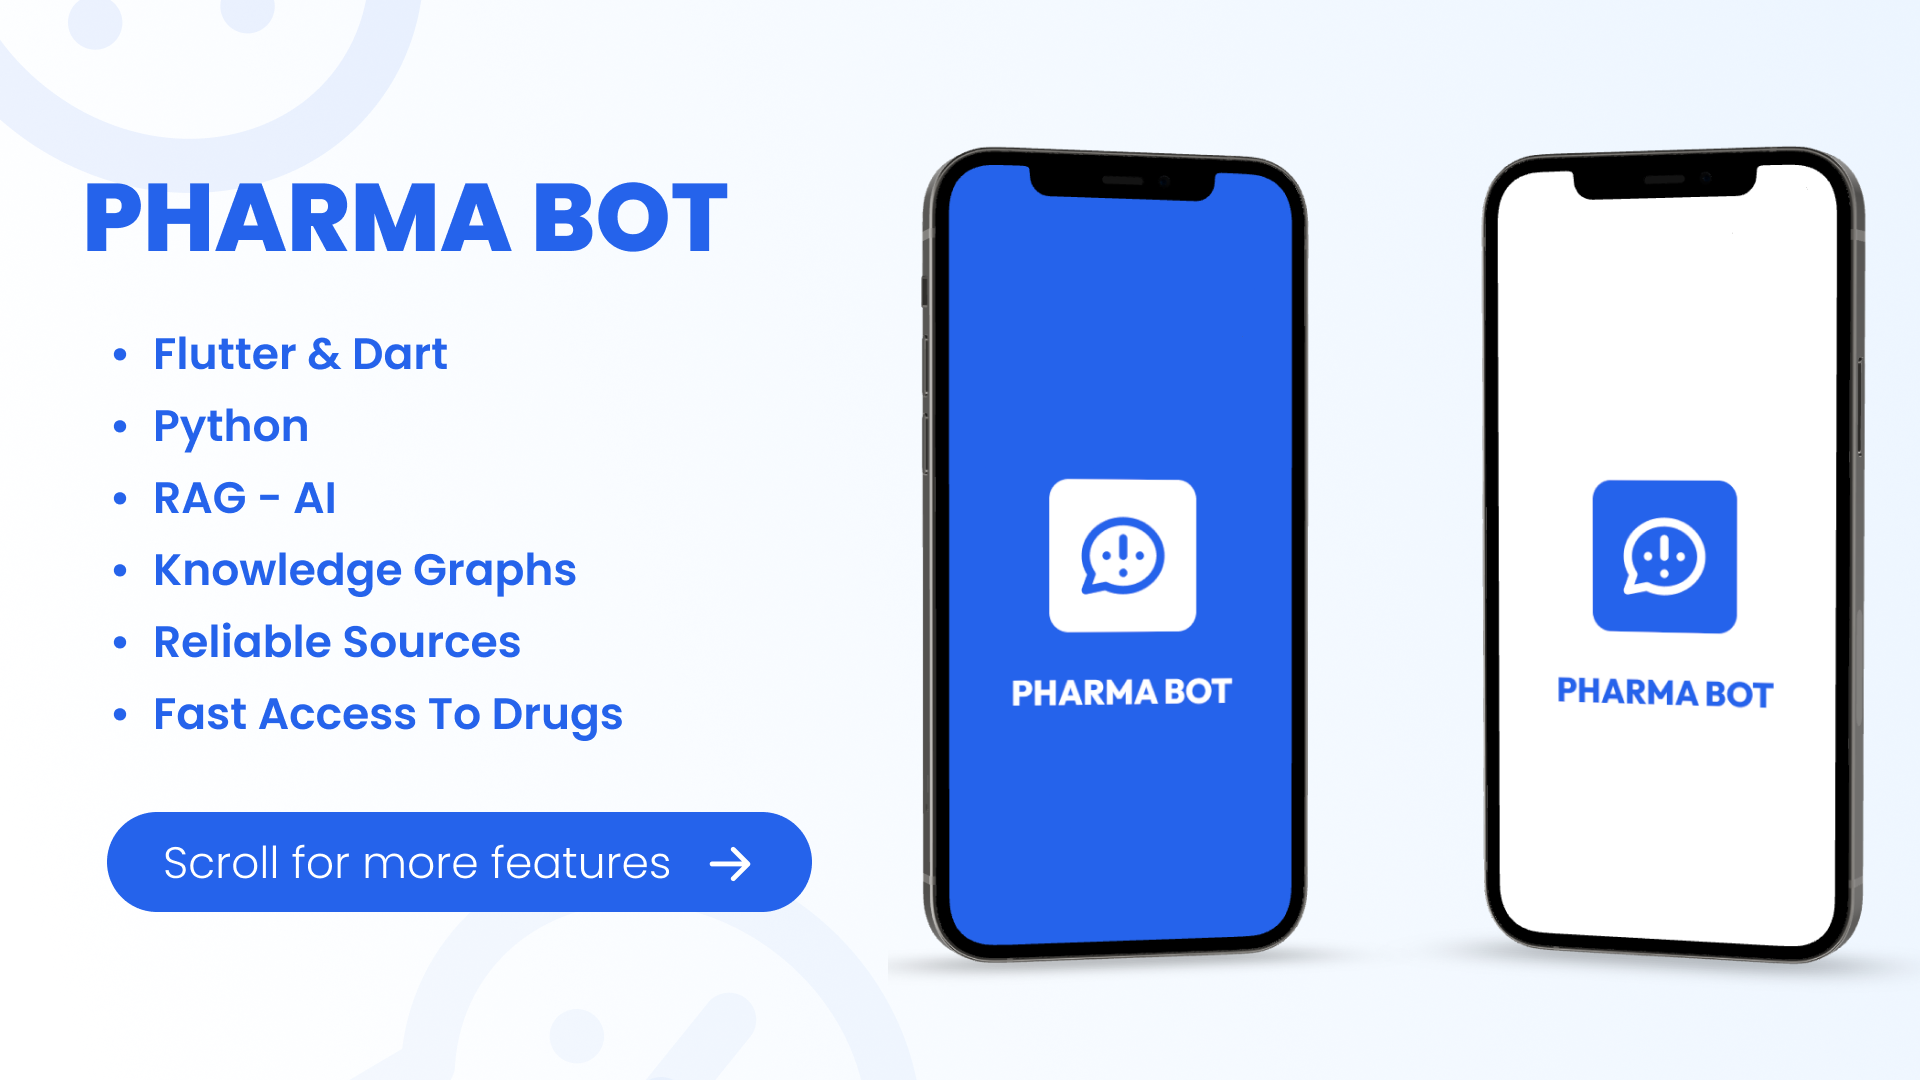 PHARMA BOT
• Flutter & Dart
• Python
• RAG - AI
• Knowledge Graphs
• Reliable Sources
• Fast Access To Drugs
Scroll for more features →
PHARMA BOT
PHARMA BOT